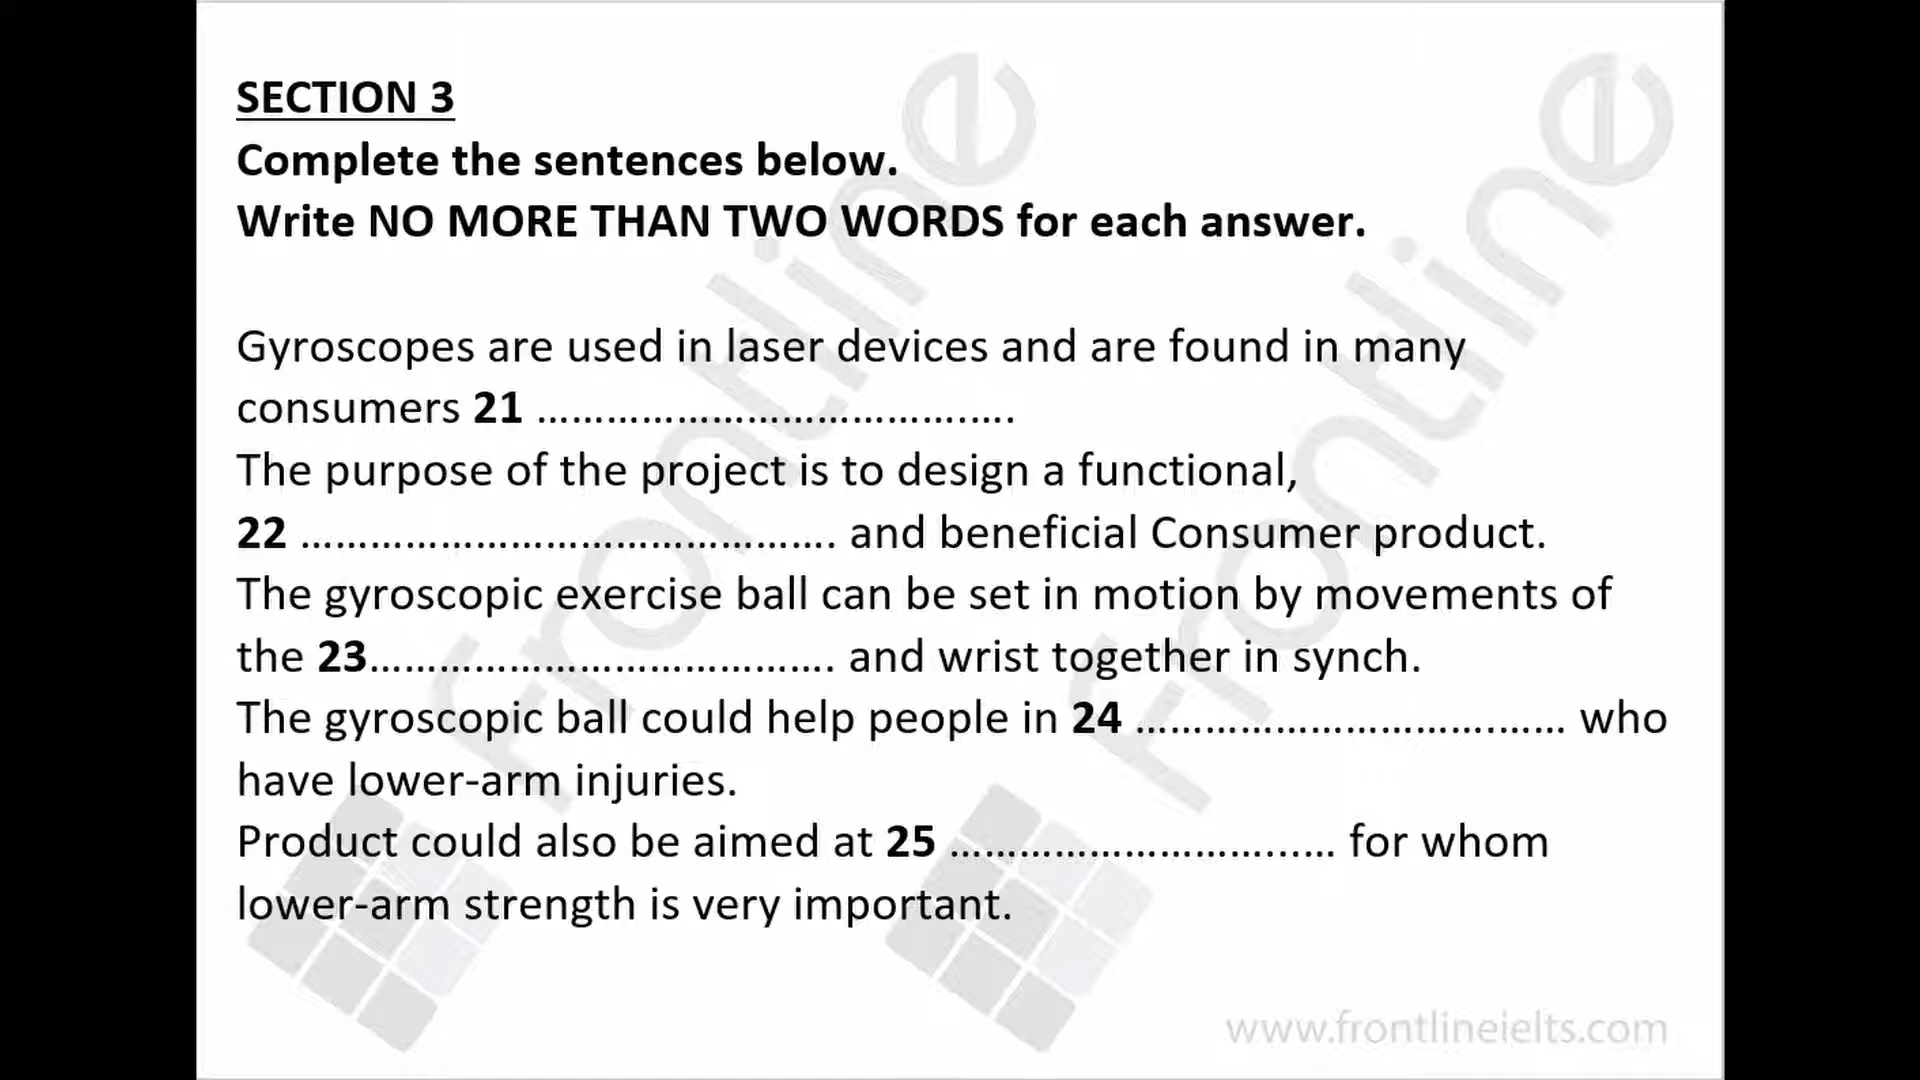 SECTION 3
Complete the sentences below.
Write NO MORE THAN TWO WORDS for each answer.
Gyroscopes are used in laser devices and are found in many
consumers 21 ……………………………………….
The purpose of the project is to design a functional,
22 ………………………………………. and beneficial Consumer product.
The gyroscopic exercise ball can be set in motion by movements of
the 23…………………………………. and wrist together in synch.
The gyroscopic ball could help people in 24 ………………………….…… who
have lower-arm injuries.
Product could also be aimed at 25 ………………………..…. for whom
lower-arm strength is very important.
frontline
frontline
www.frontlineielts.com